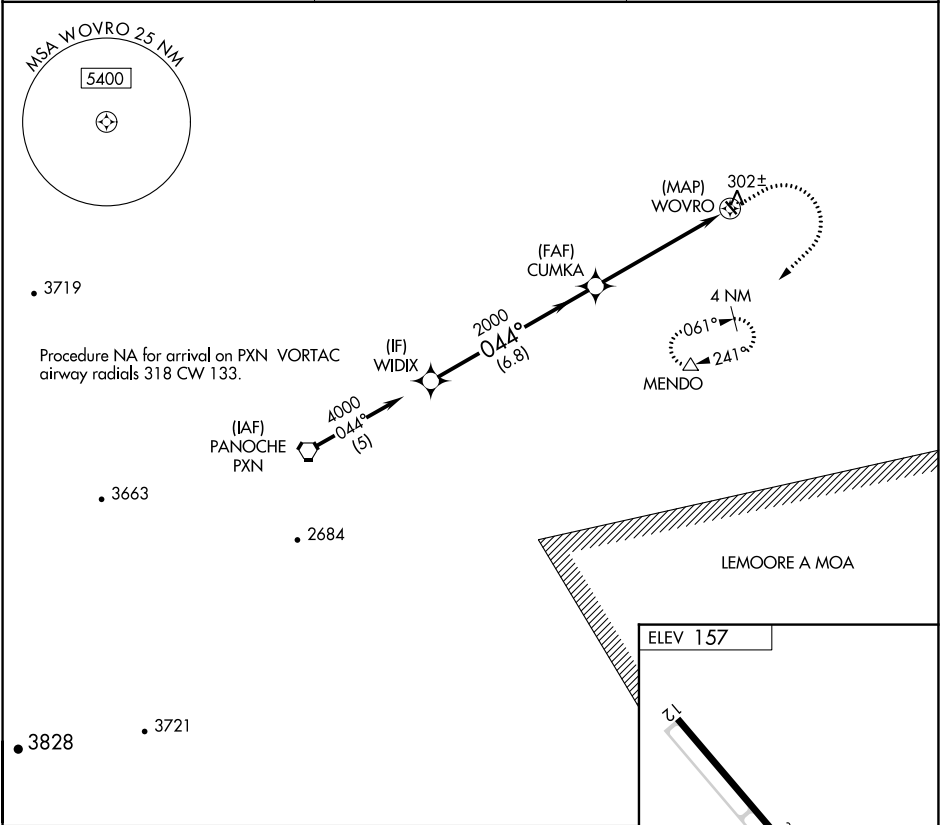 MSA WOVRO 25 NM
5400
302±
(MAP)
WOVRO
(FAF)
CUMKA
3719
4 NM
061°
241°
MENDO
2000
044°
(6.8)
(IF)
WIDIX
Procedure NA for arrival on PXN VORTAC
airway radials 318 CW 133.
4000
044°
(5)
(IAF)
PANOCHE
PXN
3663
2684
LEMOORE A MOA
ELEV 157
12
3721
3828